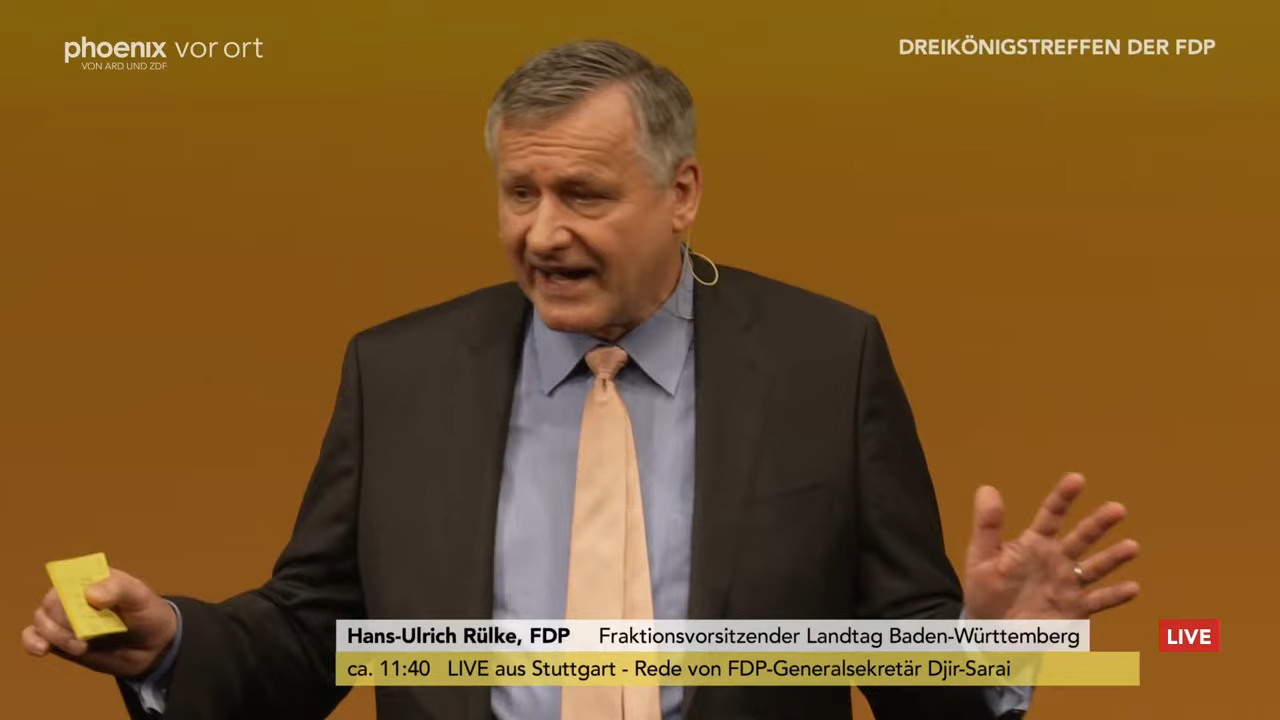 phoenix vor ort
VON ARD UND ZDF
DREIKÖNIGSTREFFEN DER FDP
Hans-Ulrich Rülke, FDP Fraktionsvorsitzender Landtag Baden-Württemberg
LIVE
ca. 11:40 LIVE aus Stuttgart - Rede von FDP-Generalsekretär Djir-Sarai